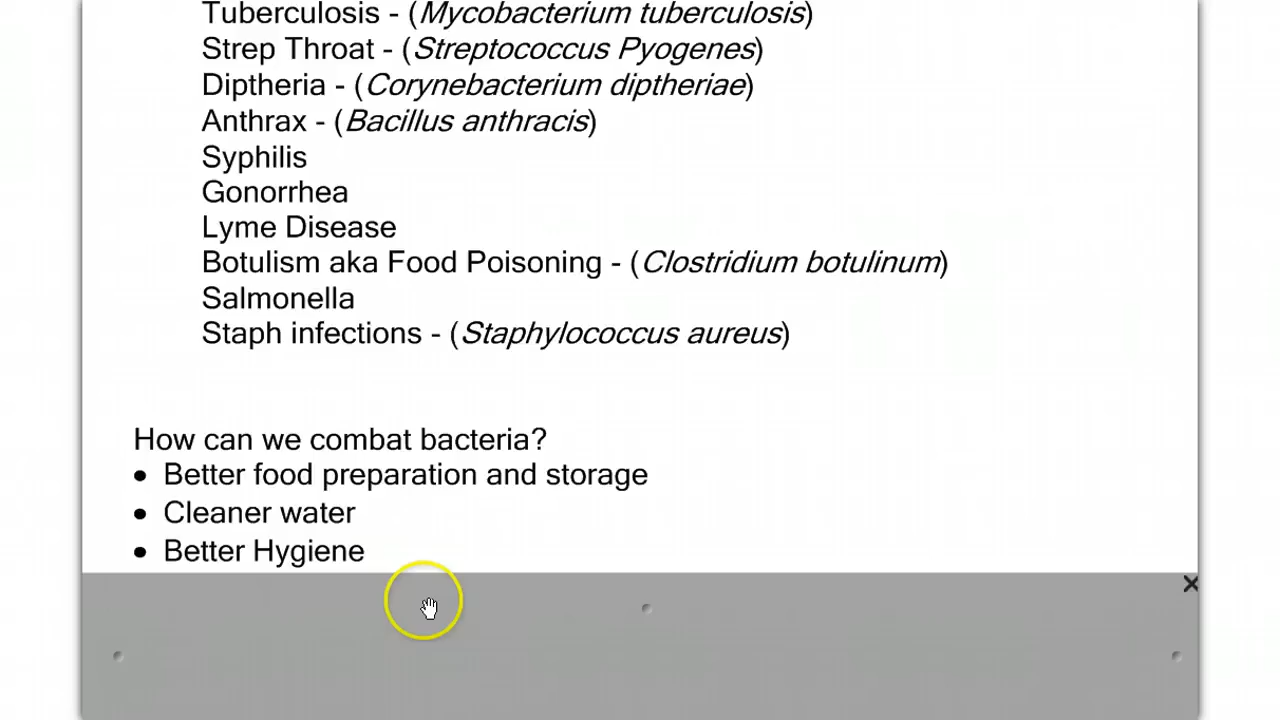 Tuberculosis - (Mycobacterium tuberculosis)
Strep Throat - (Streptococcus Pyogenes)
Diptheria - (Corynebacterium diptheriae)
Anthrax - (Bacillus anthracis)
Syphilis
Gonorrhea
Lyme Disease
Botulism aka Food Poisoning - (Clostridium botulinum)
Salmonella
Staph infections - (Staphylococcus aureus)
How can we combat bacteria?
• Better food preparation and storage
• Cleaner water
• Better Hygiene